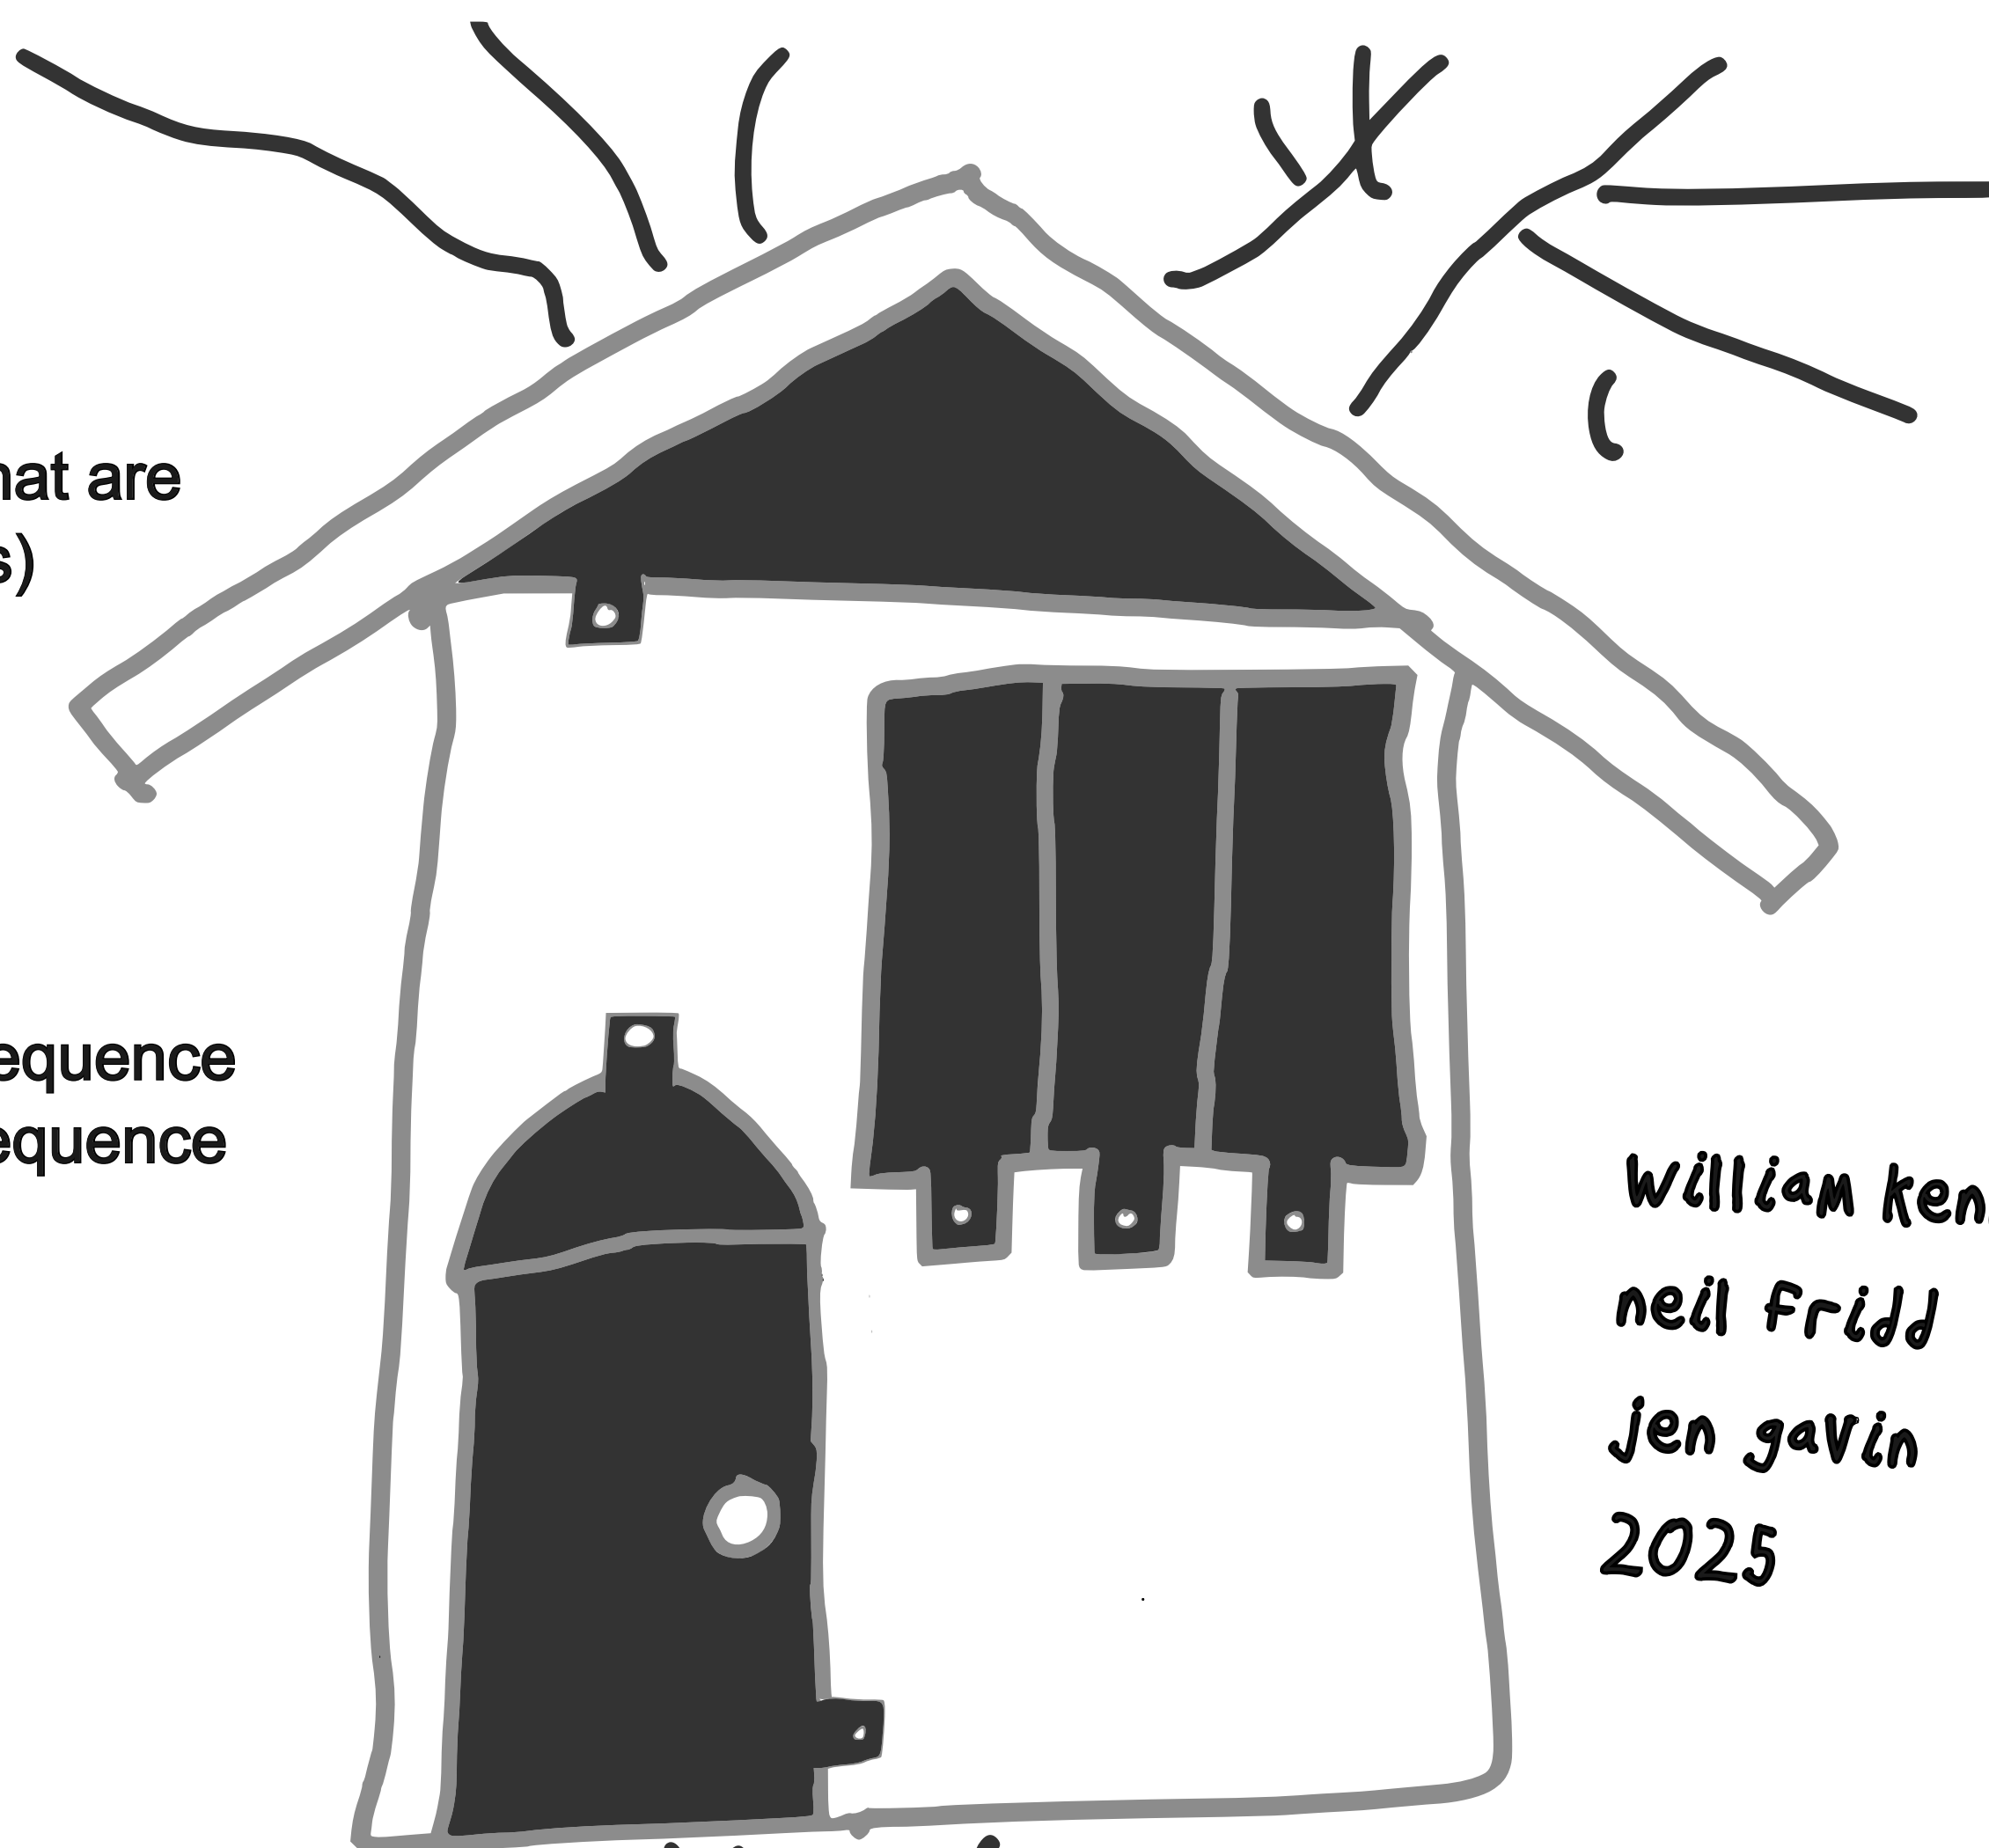 hat are
s)
equence
equence
William ken
neil Fridd
jen gavin
2025